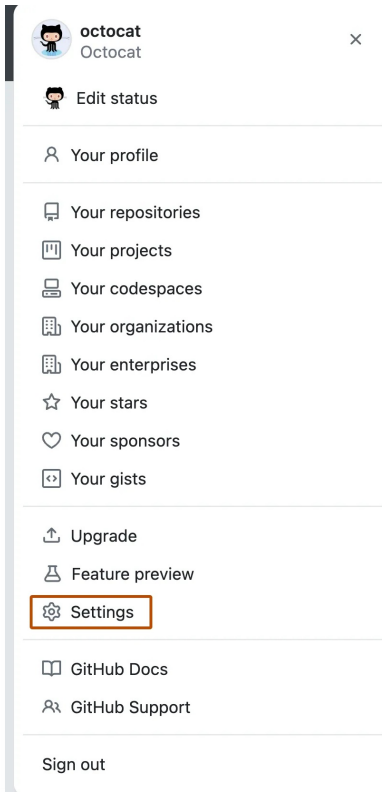 octocat
Octocat
Edit status
Your profile
Your repositories
Your projects
Your codespaces
Your organizations
Your enterprises
Your stars
Your sponsors
Your gists
Upgrade
Feature preview
Settings
GitHub Docs
GitHub Support
Sign out